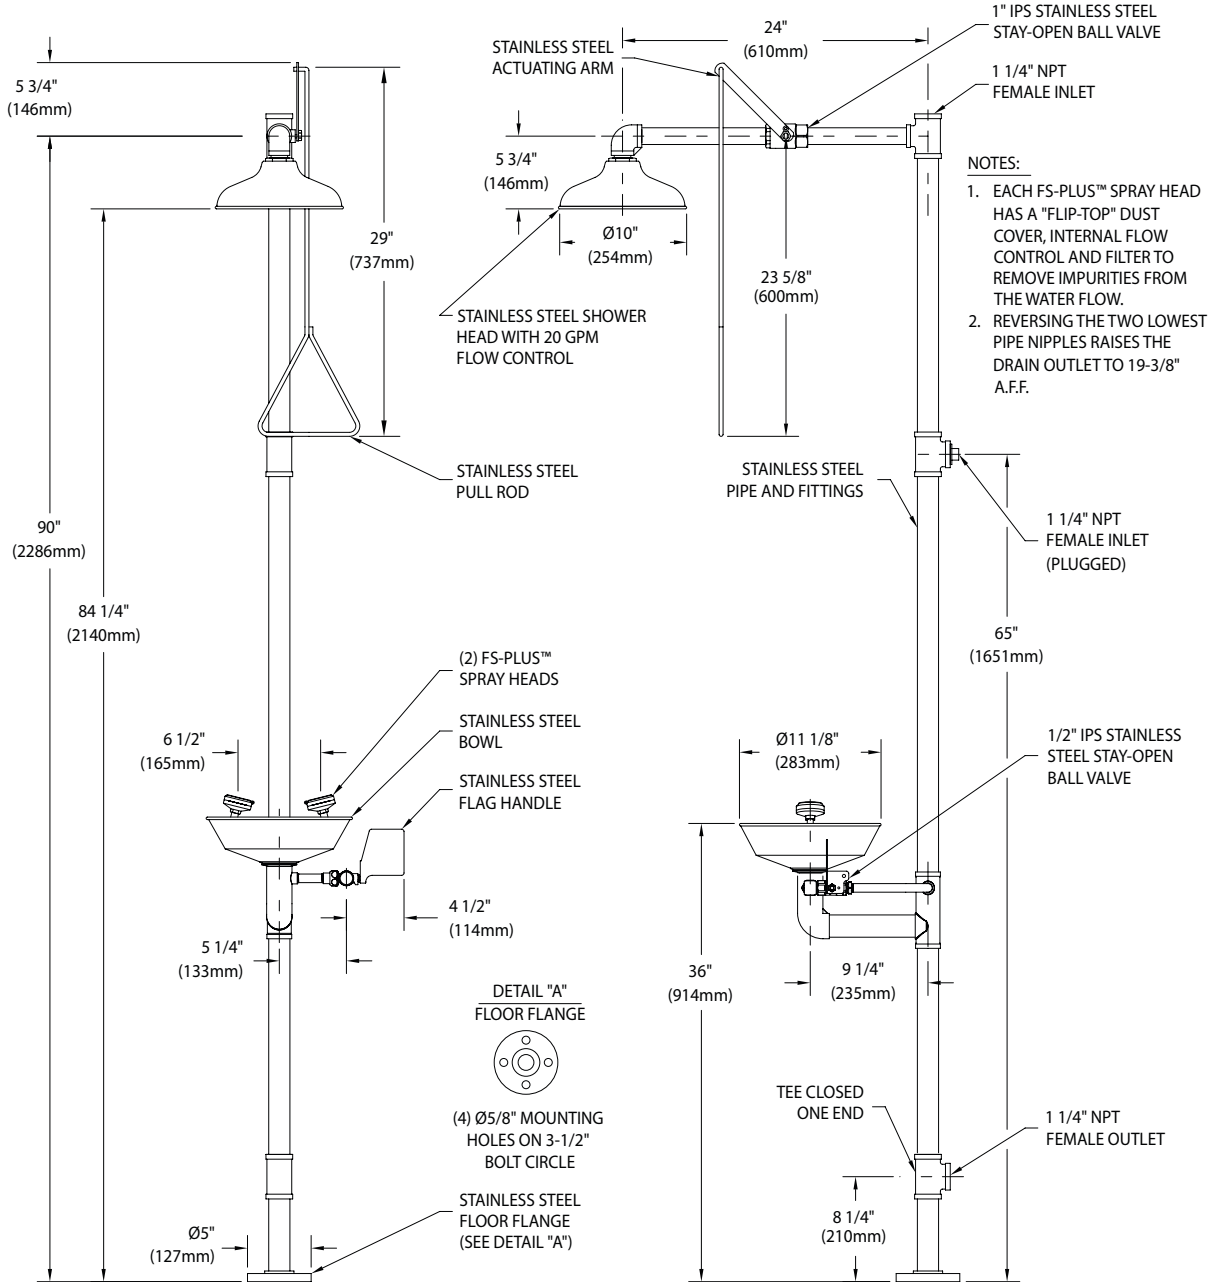 24"
(610mm)
1" IPS STAINLESS STEEL
STAY-OPEN BALL VALVE
STAINLESS STEEL
ACTUATING ARM
1 1/4" NPT
FEMALE INLET
5 3/4"
(146mm)
5 3/4"
(146mm)
NOTES:
1. EACH FS-PLUS™ SPRAY HEAD
HAS A "FLIP-TOP" DUST
COVER, INTERNAL FLOW
CONTROL AND FILTER TO
REMOVE IMPURITIES FROM
THE WATER FLOW.
2. REVERSING THE TWO LOWEST
PIPE NIPPLES RAISES THE
DRAIN OUTLET TO 19-3/8"
A.F.F.
29"
(737mm)
Ø10"
(254mm)
23 5/8"
(600mm)
STAINLESS STEEL SHOWER
HEAD WITH 20 GPM
FLOW CONTROL
STAINLESS STEEL
PULL ROD
STAINLESS STEEL
PIPE AND FITTINGS
90"
(2286mm)
1 1/4" NPT
FEMALE INLET
(PLUGGED)
84 1/4"
(2140mm)
65"
(1651mm)
(2) FS-PLUS™
SPRAY HEADS
6 1/2"
(165mm)
STAINLESS STEEL
BOWL
STAINLESS STEEL
FLAG HANDLE
Ø11 1/8"
(283mm)
1/2" IPS STAINLESS
STEEL STAY-OPEN
BALL VALVE
4 1/2"
(114mm)
5 1/4"
(133mm)
36"
(914mm)
9 1/4"
(235mm)
DETAIL "A"
FLOOR FLANGE
(4) Ø5/8" MOUNTING
HOLES ON 3-1/2"
BOLT CIRCLE
TEE CLOSED
ONE END
1 1/4" NPT
FEMALE OUTLET
STAINLESS STEEL
FLOOR FLANGE
(SEE DETAIL "A")
Ø5"
(127mm)
8 1/4"
(210mm)